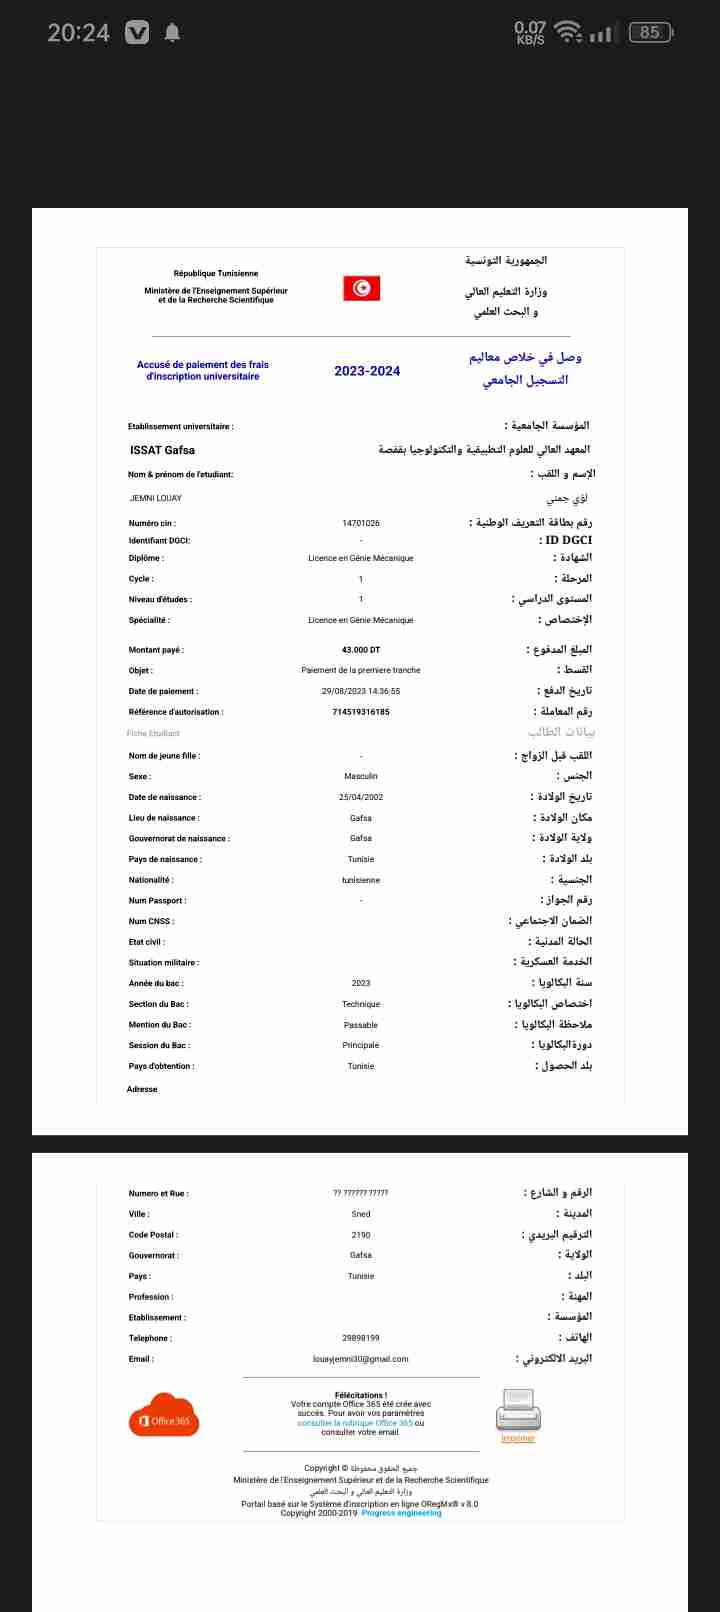 20:24
0.07 KB/S
85
République Tunisienne
Ministère de l'Enseignement Supérieur
et de la Recherche Scientifique
الجمهورية التونسية
وزارة التعليم العالي
و البحث العلمي
Accusé de paiement des frais
d'inscription universitaire
2023-2024
وصل في خلاص معاليم
التسجيل الجامعي
Etablissement universitaire : المؤسسة الجامعية :
ISSAT Gafsa المعهد العالي للعلوم التطبيقية والتكنولوجيا بقفصة
Nom & prénom de l'etudiant: الإسم و اللقب :
JEMNI LOUAY لؤي جمني
Numéro cin : 14701026 رقم بطاقة التعريف الوطنية :
Identifiant DGCI: - ID DGCI :
Diplôme : Licence en Génie Mécanique الشهادة :
Cycle : 1 المرحلة :
Niveau d'études : 1 المستوى الدراسي :
Spécialité : Licence en Génie Mécanique الإختصاص :
Montant payé : 43.000 DT المبلغ المدفوع :
Objet : Paiement de la premiere tranche القسط :
Date de paiement : 29/08/2023 14:36:55 تاريخ الدفع :
Référence d'autorisation : 714519316185 رقم المعاملة :
Fiche Etudiant بيانات الطالب
Nom de jeune fille : - اللقب قبل الزواج :
Sexe : Masculin الجنس :
Date de naissance : 25/04/2002 تاريخ الولادة :
Lieu de naissance : Gafsa مكان الولادة :
Gouvernorat de naissance : Gafsa ولاية الولادة :
Pays de naissance : Tunisie بلد الولادة :
Nationalité : tunisienne الجنسية :
Num Passport : - رقم الجواز :
Num CNSS : الضمان الاجتماعي :
Etat civil : الحالة المدنية :
Situation militaire : الخدمة العسكرية :
Année du bac : 2023 سنة البكالويا :
Section du Bac : Technique اختصاص البكالويا :
Mention du Bac : Passable ملاحظة البكالويا :
Session du Bac : Principale دورةالبكالويا :
Pays d'obtention : Tunisie بلد الحصول :
Adresse
Numero et Rue : ?? ?????? ????? الرقم و الشارع :
Ville : Sned المدينة :
Code Postal : 2190 الترقيم البريدي :
Gouvernorat : Gafsa الولاية :
Pays : Tunisie البلد :
Profession : المهنة :
Etablissement : المؤسسة :
Telephone : 29898199 الهاتف :
Email : louayjemni30@gmail.com البريد الالكتروني :
Office 365
Félécitations !
Votre compte Office 365 été crée avec
succès. Pour avoir vos paramètres
consulter la rubrique Office 365 ou
consulter votre email
imprimer
Copyright © جميع الحقوق محفوظة
Ministère de l'Enseignement Supérieur et de la Recherche Scientifique
وزارة التعليم العالي و البحث العلمي
Portail basé sur le Système d'inscription en ligne ORegMx® v 8.0
Copyright 2000-2019 Progress engineering